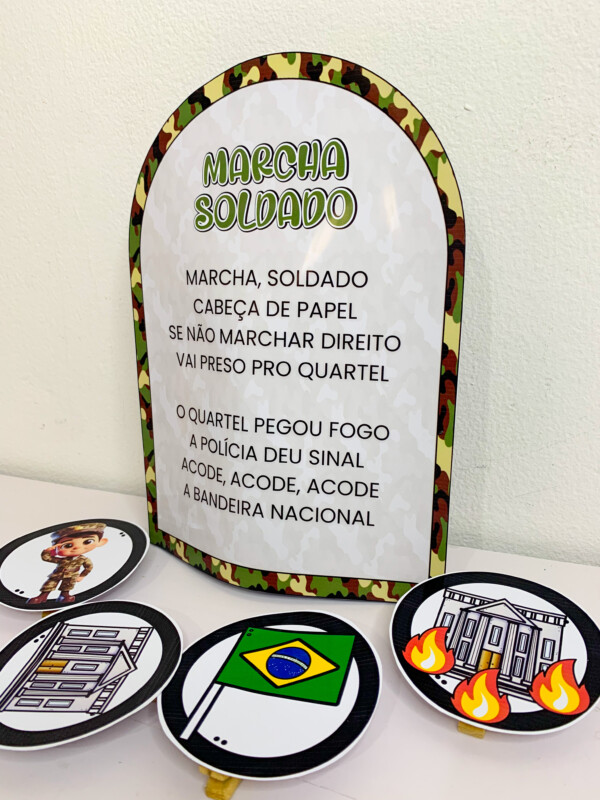 MARCHA
SOLDADO
MARCHA, SOLDADO
CABEÇA DE PAPEL
SE NÃO MARCHAR DIREITO
VAI PRESO PRO QUARTEL
O QUARTEL PEGOU FOGO
A POLÍCIA DEU SINAL
ACODE, ACODE, ACODE
A BANDEIRA NACIONAL